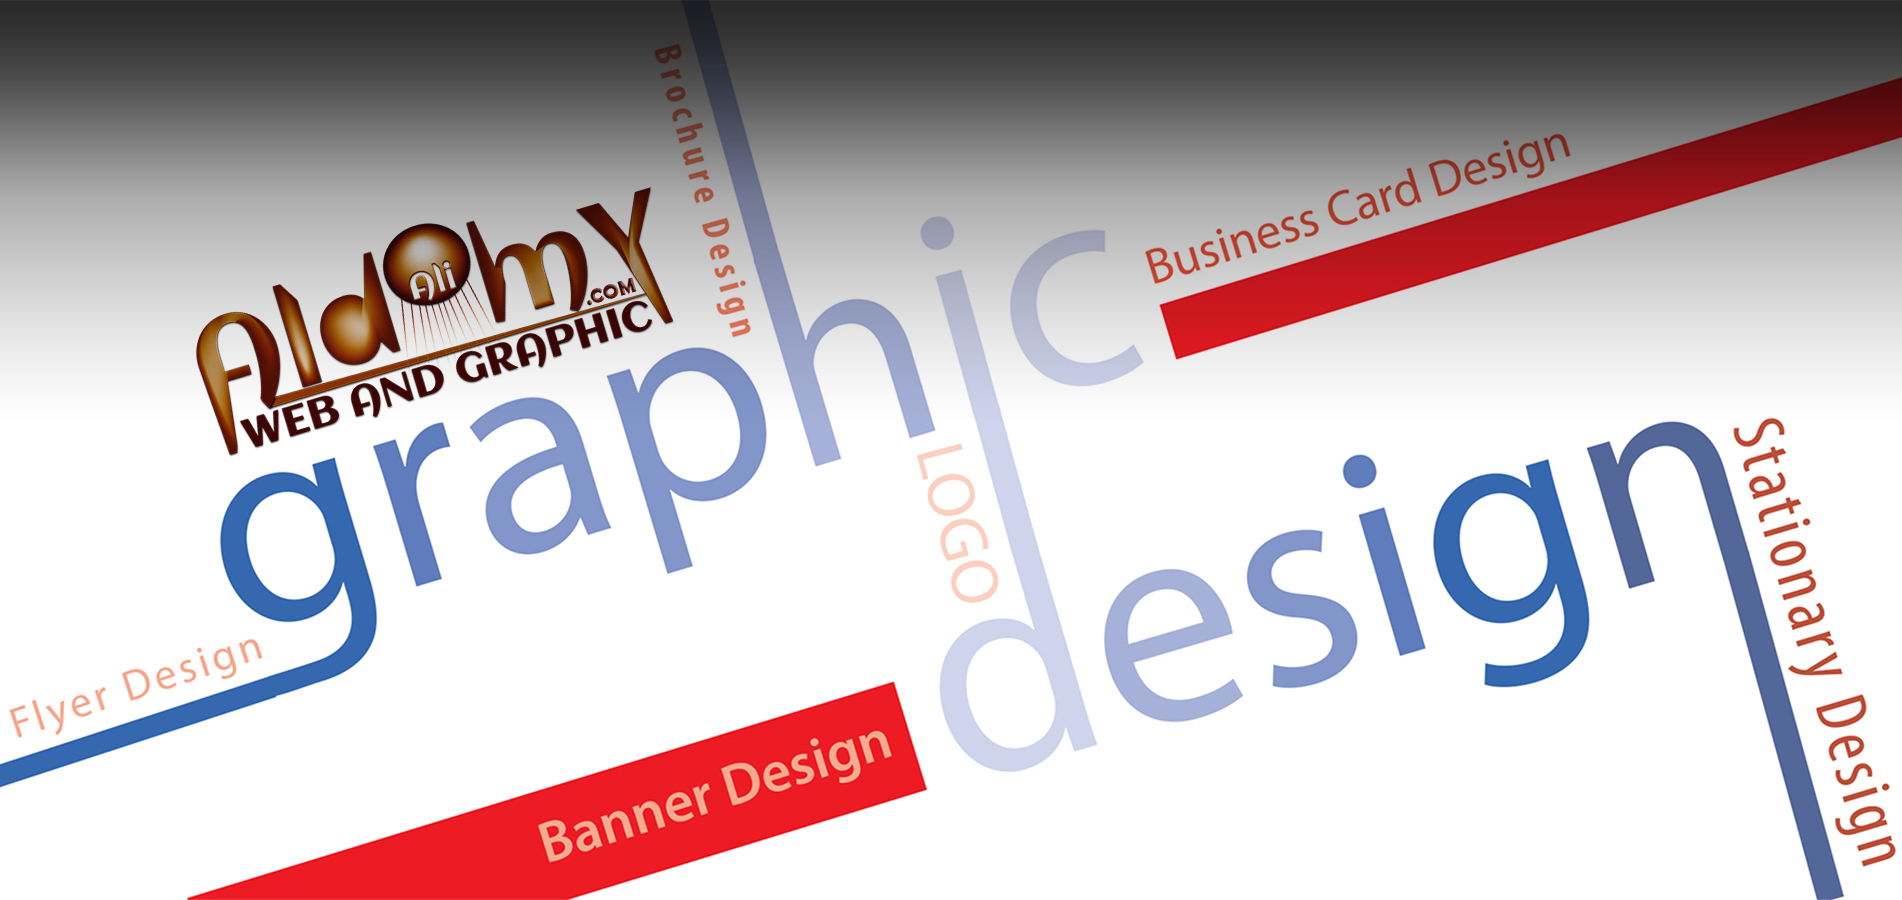 Brochure Design
Business Card Design
Aldomy
Ali
.COM
WEB AND GRAPHIC
graphic
LOGO
design
Stationary Design
Flyer Design
Banner Design